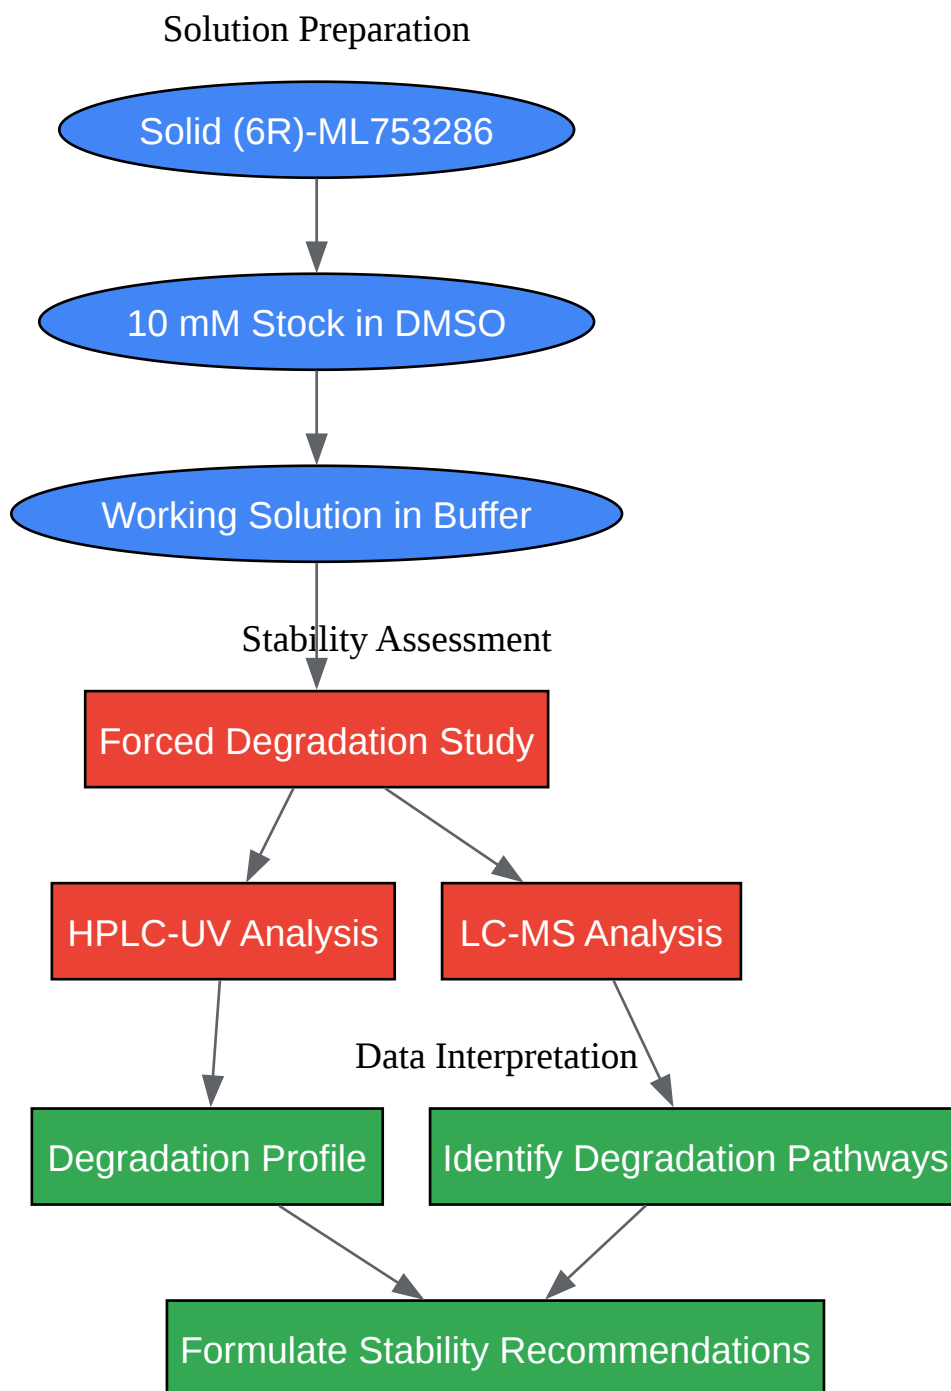 Solution Preparation
Solid (6R)-ML753286
10 mM Stock in DMSO
Working Solution in Buffer
Stability Assessment
Forced Degradation Study
HPLC-UV Analysis
LC-MS Analysis
Data Interpretation
Degradation Profile
Identify Degradation Pathways
Formulate Stability Recommendations